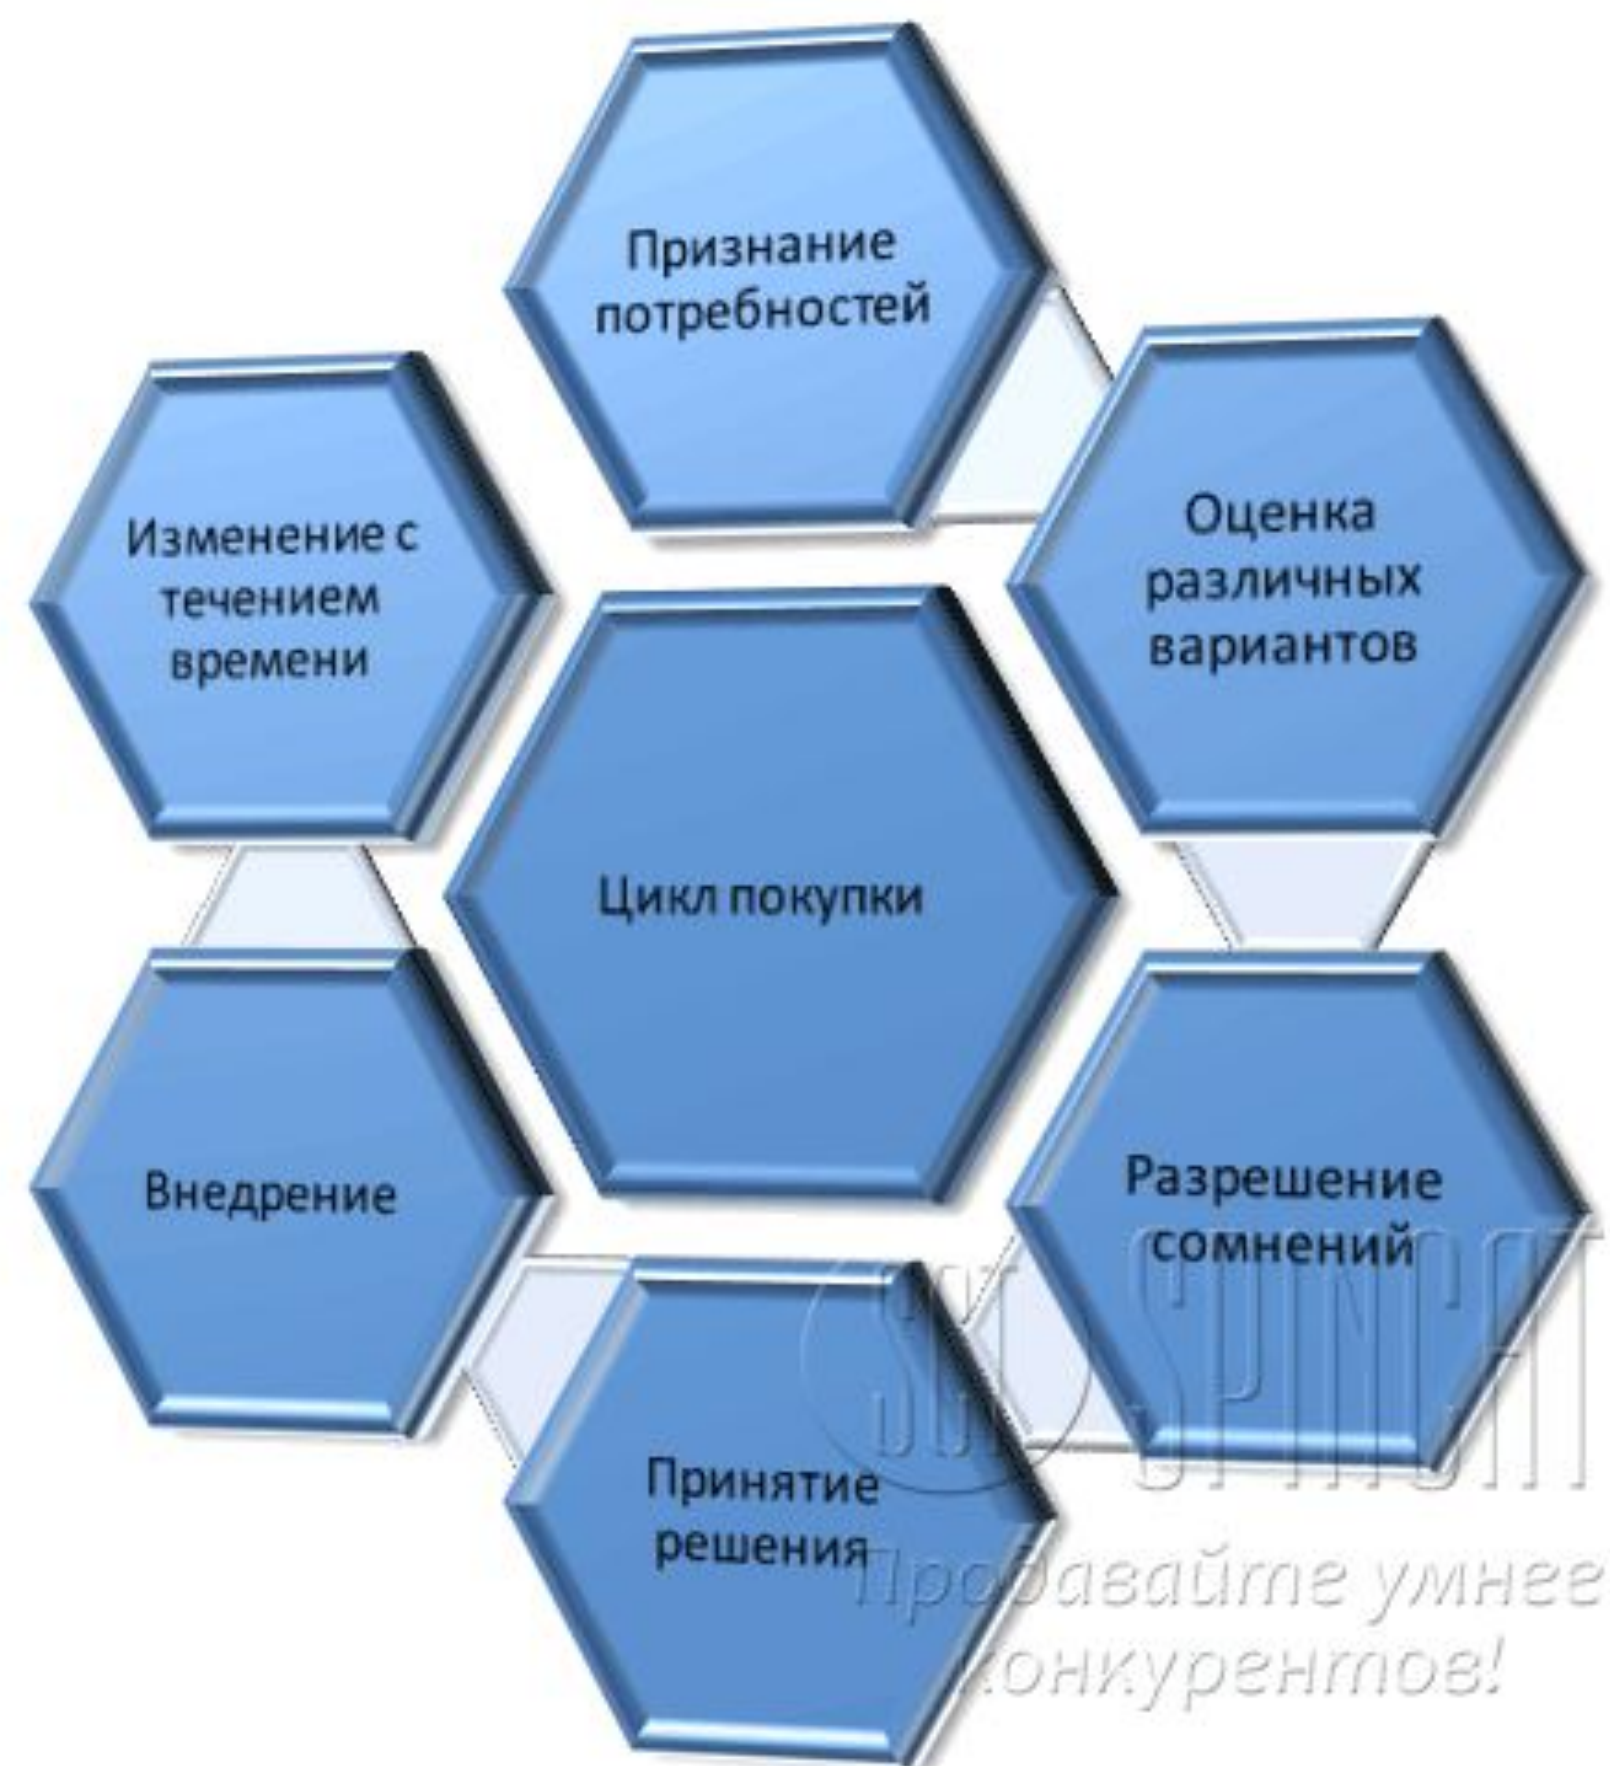 Признание
потребностей
Оценка
различных
вариантов
Разрешение
сомнений
Принятие
решения
Внедрение
Изменение с
течением
времени
Цикл покупки
SCI SPINCAT
Продавайте умнее
конкурентов!